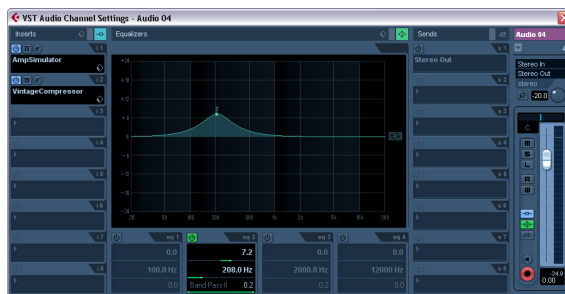 VST Audio Channel Settings - Audio 04
Inserts
Equalizers
Sends
Audio 04
i 1
AmpSimulator
i 2
VintageCompressor
i 3
i 4
i 5
i 6
i 7
i 8
+24
+18
+12
+6
0
-6
-12
-18
-24
2
20 50 100 200 500 1k 2k 5k 10k 20k
eq 1 eq 2 eq 3 eq 4
0.0 7.2 0.0 0.0
100.0 Hz 208.0 Hz 2000.0 Hz 12000 Hz
0.0 Band Pass II 0.2 0.2 0.0
s 1
Stereo Out
s 2
s 3
s 4
s 5
s 6
s 7
s 8
Stereo In
Stereo Out
stereo
-20.0
C
M
S
L
R
W
-34.9
0.00